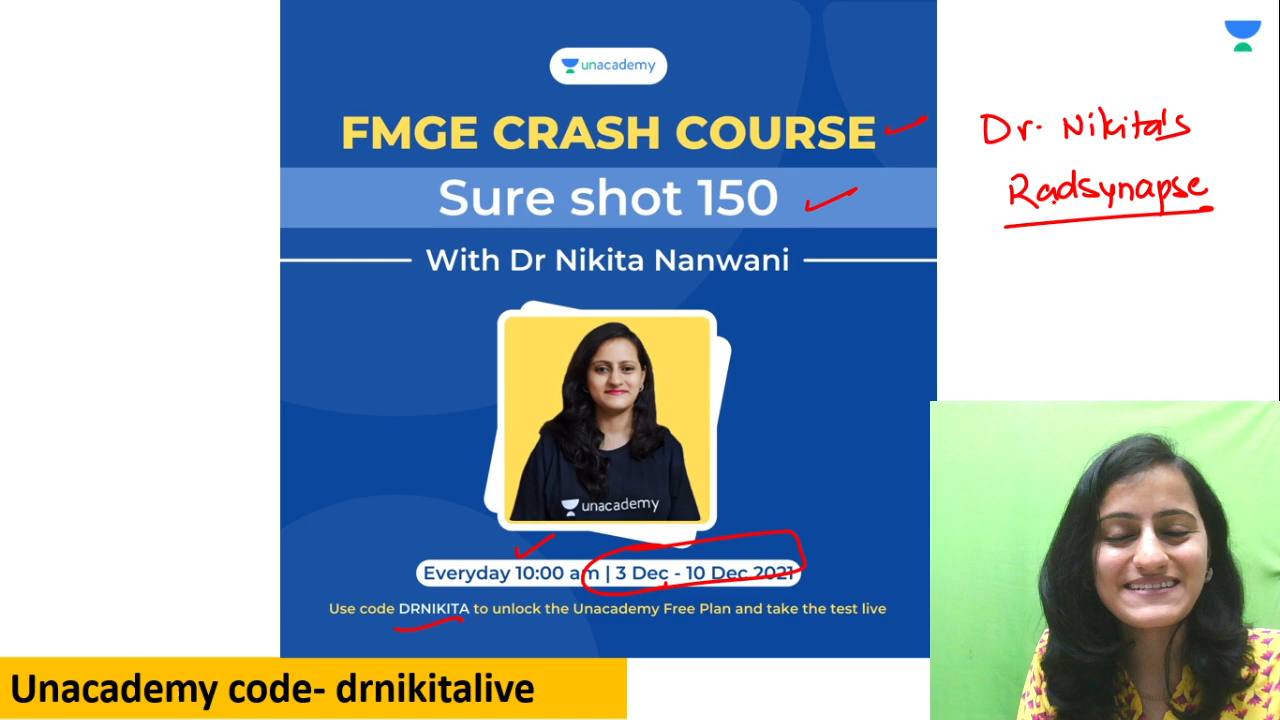 unacademy
FMGE CRASH COURSE
Sure shot 150
With Dr Nikita Nanwani
unacademy
Everyday 10:00 am | 3 Dec - 10 Dec 2021
Use code DRNIKITA to unlock the Unacademy Free Plan and take the test live
Dr. Nikita's
Radsynapse
Unacademy code- drnikitalive